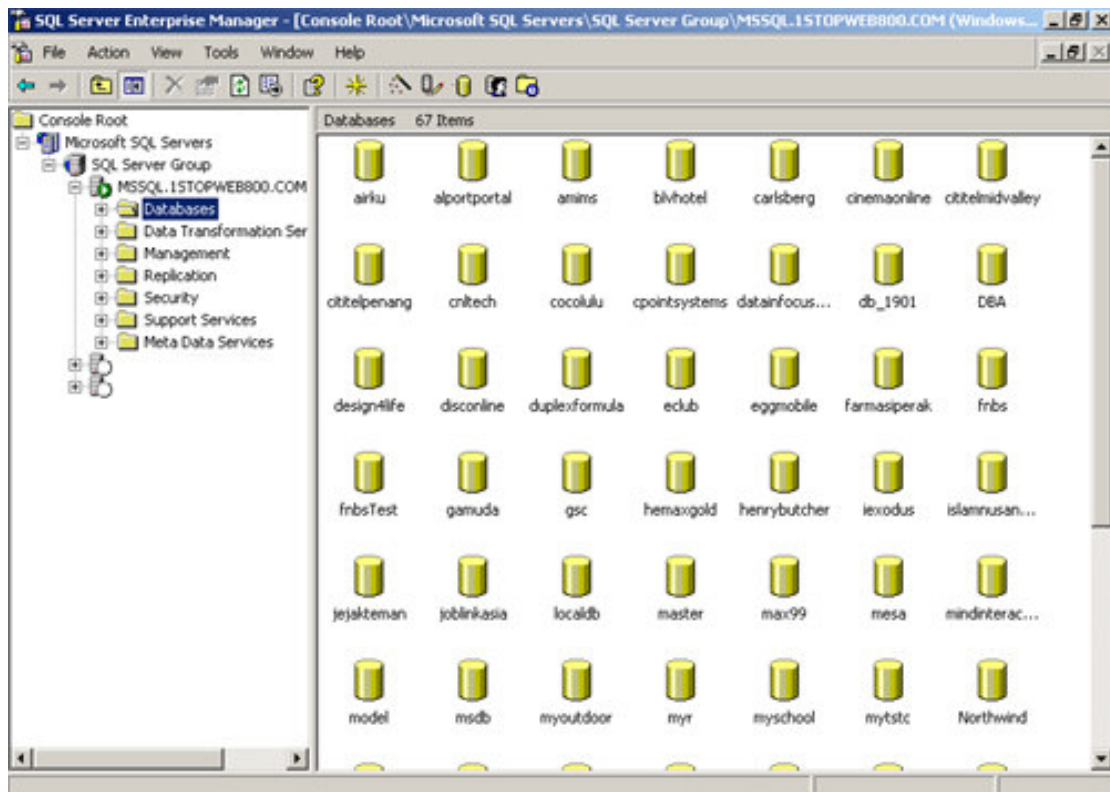 SQL Server Enterprise Manager - [Console Root\Microsoft SQL Servers\SQL Server Group\MSSQL.1STOPWEB800.COM (Windows...
File Action View Tools Window Help
Console Root
Microsoft SQL Servers
SQL Server Group
MSSQL.1STOPWEB800.COM
Databases
Data Transformation Ser
Management
Replication
Security
Support Services
Meta Data Services
Databases 67 Items
airku alportportal amims blvhotel carlsberg cinemaonline cititelmidvalley
cititelpenang cnltech cocolulu cpointsystems datainfocus... db_1901 DBA
design4life disconline duplexformula eclub eggmobile farmasiperak fnbs
fnbsTest gamuda gsc hemaxgold henrybutcher iexodus islamnusan...
jejakteman joblinkasia localdb master max99 mesa mindinterac...
model msdb myoutdoor myr myschool mytstc Northwind